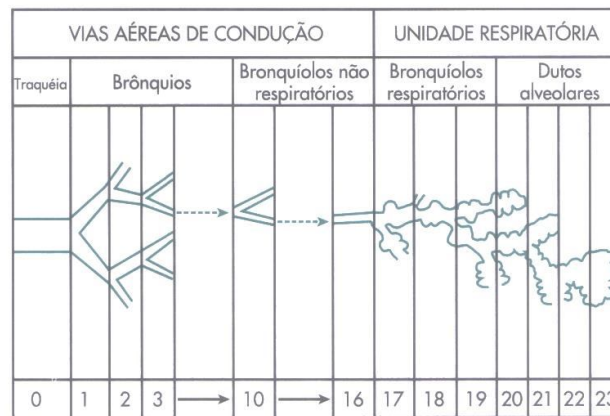 VIAS AÉREAS DE CONDUÇÃO
UNIDADE RESPIRATÓRIA
Traquéia
Brônquios
Bronquíolos não
respiratórios
Bronquíolos
respiratórios
Dutos
alveolares
0 1 2 3 10 16 17 18 19 20 21 22 23